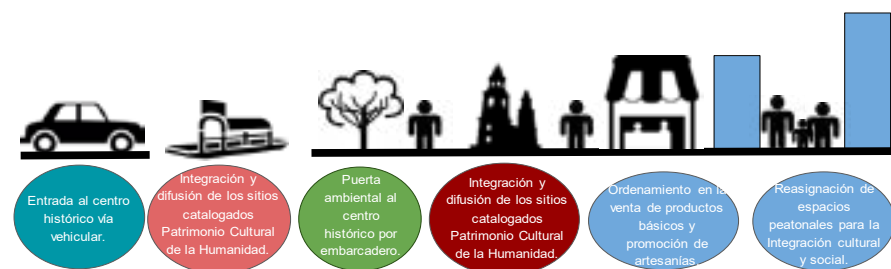 Entrada al centro
histórico vía
vehicular.
Integración y
difusión de los sitios
catalogados
Patrimonio Cultural
de la Humanidad.
Puerta
ambiental al
centro
histórico por
embarcadero.
Integración y
difusión de los sitios
catalogados
Patrimonio Cultural
de la Humanidad.
Ordenamiento en la
venta de productos
básicos y
promoción de
artesanías.
Reasignación de
espacios
peatonales para la
Integración cultural
y social.